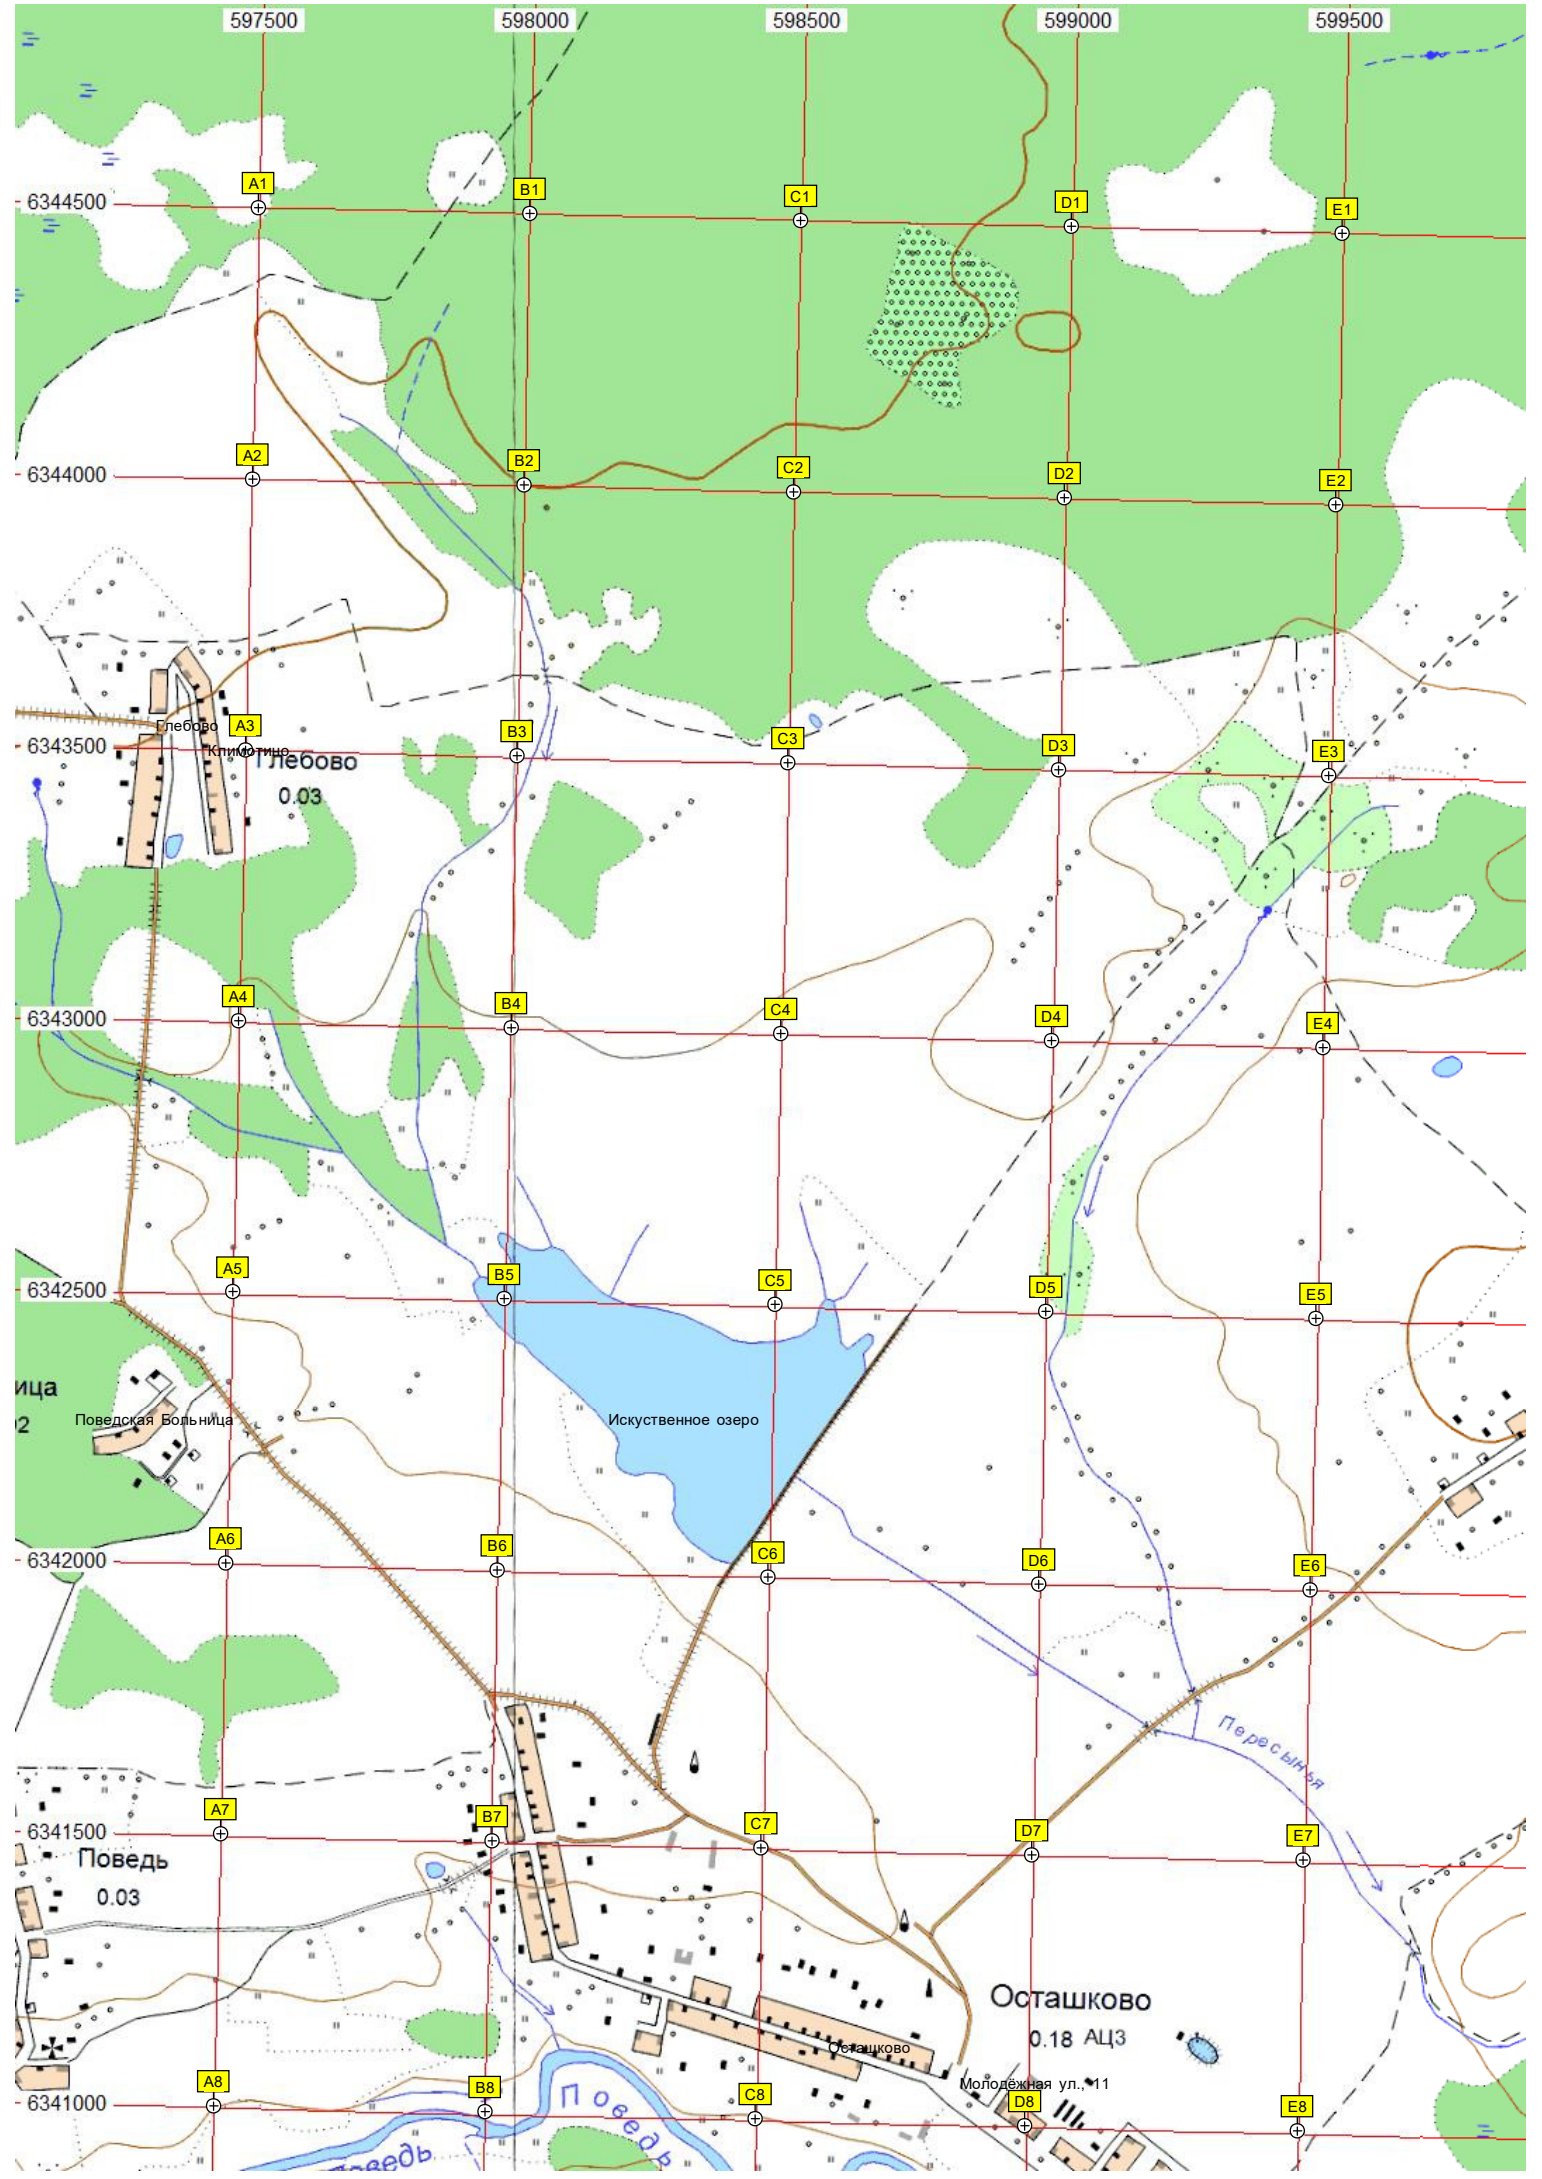 597500 598000 598500 599000 599500
A1 B1 C1 D1 E1
6344500
A2 B2 C2 D2 E2
6344000
Глебово
A3 B3 C3 D3 E3
6343500
Климотино
Глебово
0.03
A4 B4 C4 D4 E4
6343000
A5 B5 C5 D5 E5
6342500
ица
2
Поведская Больница
Искуственное озеро
A6 B6 C6 D6 E6
6342000
Пересынья
A7 B7 C7 D7 E7
6341500
Поведь
0.03
Осташково
0.18 АЦЗ
Осташково
Молодёжная ул., 11
A8 B8 C8 D8 E8
6341000
Поведь
Поведь